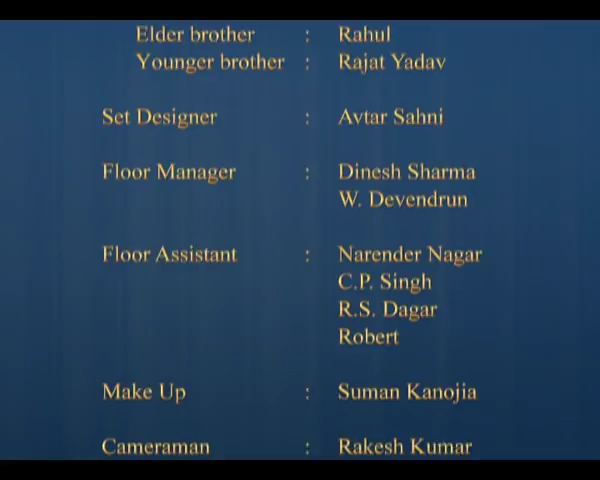 Elder brother : Rahul
Younger brother : Rajat Yadav
Set Designer : Avtar Sahni
Floor Manager : Dinesh Sharma
W. Devendrun
Floor Assistant : Narender Nagar
C.P. Singh
R.S. Dagar
Robert
Make Up : Suman Kanojia
Cameraman : Rakesh Kumar